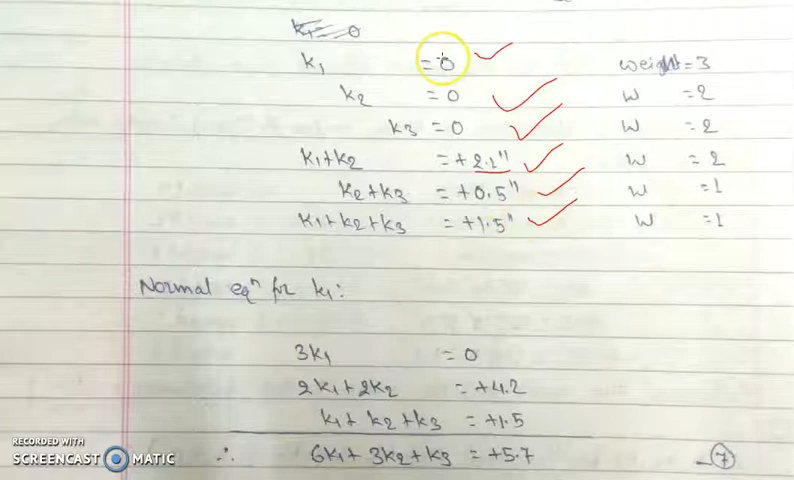 k1 = 0
k1 = 0 weight = 3
k2 = 0 W = 2
k3 = 0 W = 2
k1+k2 = +2.1" W = 2
k2+k3 = +0.5" W = 1
k1+k2+k3 = +1.5" W = 1
Normal eqⁿ for k1:
3k1 = 0
2k1+2k2 = +4.2
k1+k2+k3 = +1.5
∴ 6k1+3k2+k3 = +5.7 -⑦
RECORDED WITH
SCREENCAST MATIC